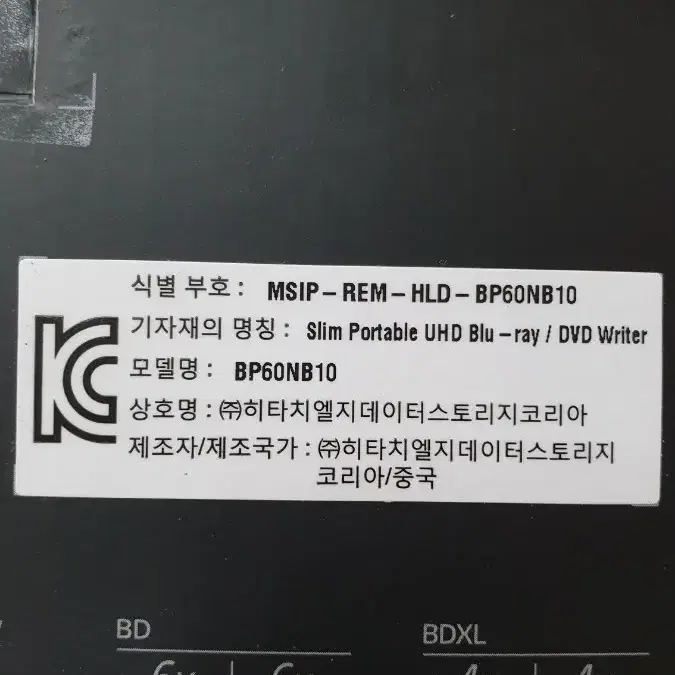 식별 부호 : MSIP-REM-HLD-BP60NB10
기자재의 명칭 : Slim Portable UHD Blu-ray / DVD Writer
모델명 : BP60NB10
상호명 : ㈜히타치엘지데이터스토리지코리아
제조자/제조국가 : ㈜히타치엘지데이터스토리지
코리아/중국
BD BDXL